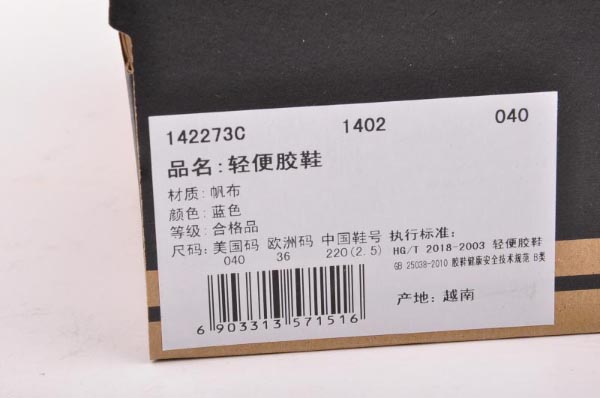 142273C 1402 040
品名:轻便胶鞋
材质:帆布
颜色:蓝色
等级:合格品
尺码:美国码 欧洲码 中国鞋号
040 36 220(2.5)
执行标准:
HG/T 2018-2003 轻便胶鞋
GB 25038-2010 胶鞋健康安全技术规范 B类
产地:越南
6 903313 571516